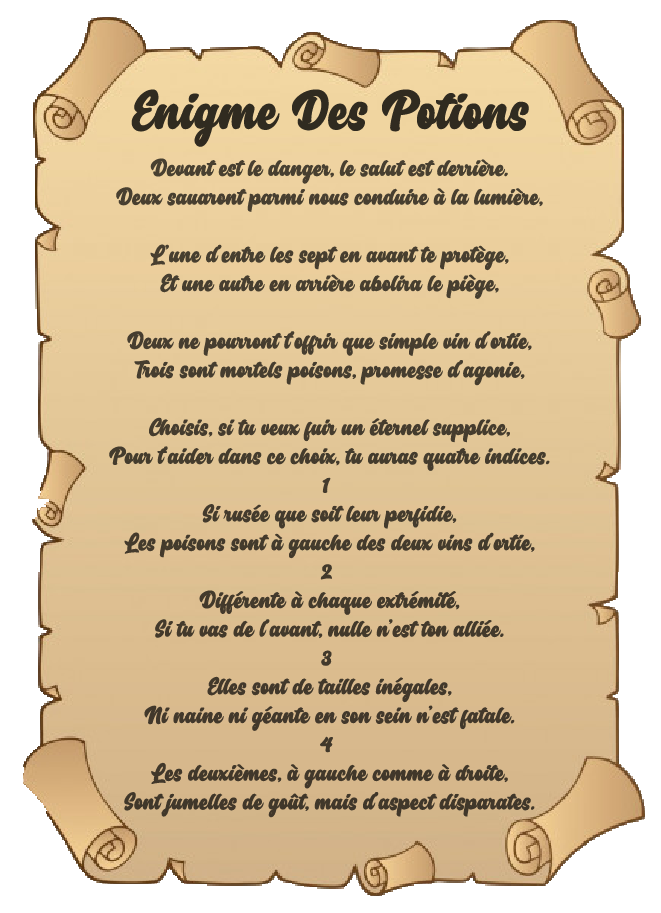 Enigme Des Potions
Devant est le danger, le salut est derrière.
Deux sauront parmi nous conduire à la lumière,
L'une d'entre les sept en avant te protège,
Et une autre en arrière abolira le piège,
Deux ne pourront t'offrir que simple vin d'ortie,
Trois sont mortels poisons, promesse d'agonie,
Choisis, si tu veux fuir un éternel supplice,
Pour t'aider dans ce choix, tu auras quatre indices.
1
Si rusée que soit leur perfidie,
Les poisons sont à gauche des deux vins d'ortie,
2
Différente à chaque extrémité,
Si tu vas de l'avant, nulle n'est ton alliée.
3
Elles sont de tailles inégales,
Ni naine ni géante en son sein n'est fatale.
4
Les deuxièmes, à gauche comme à droite,
Sont jumelles de goût, mais d'aspect disparates.